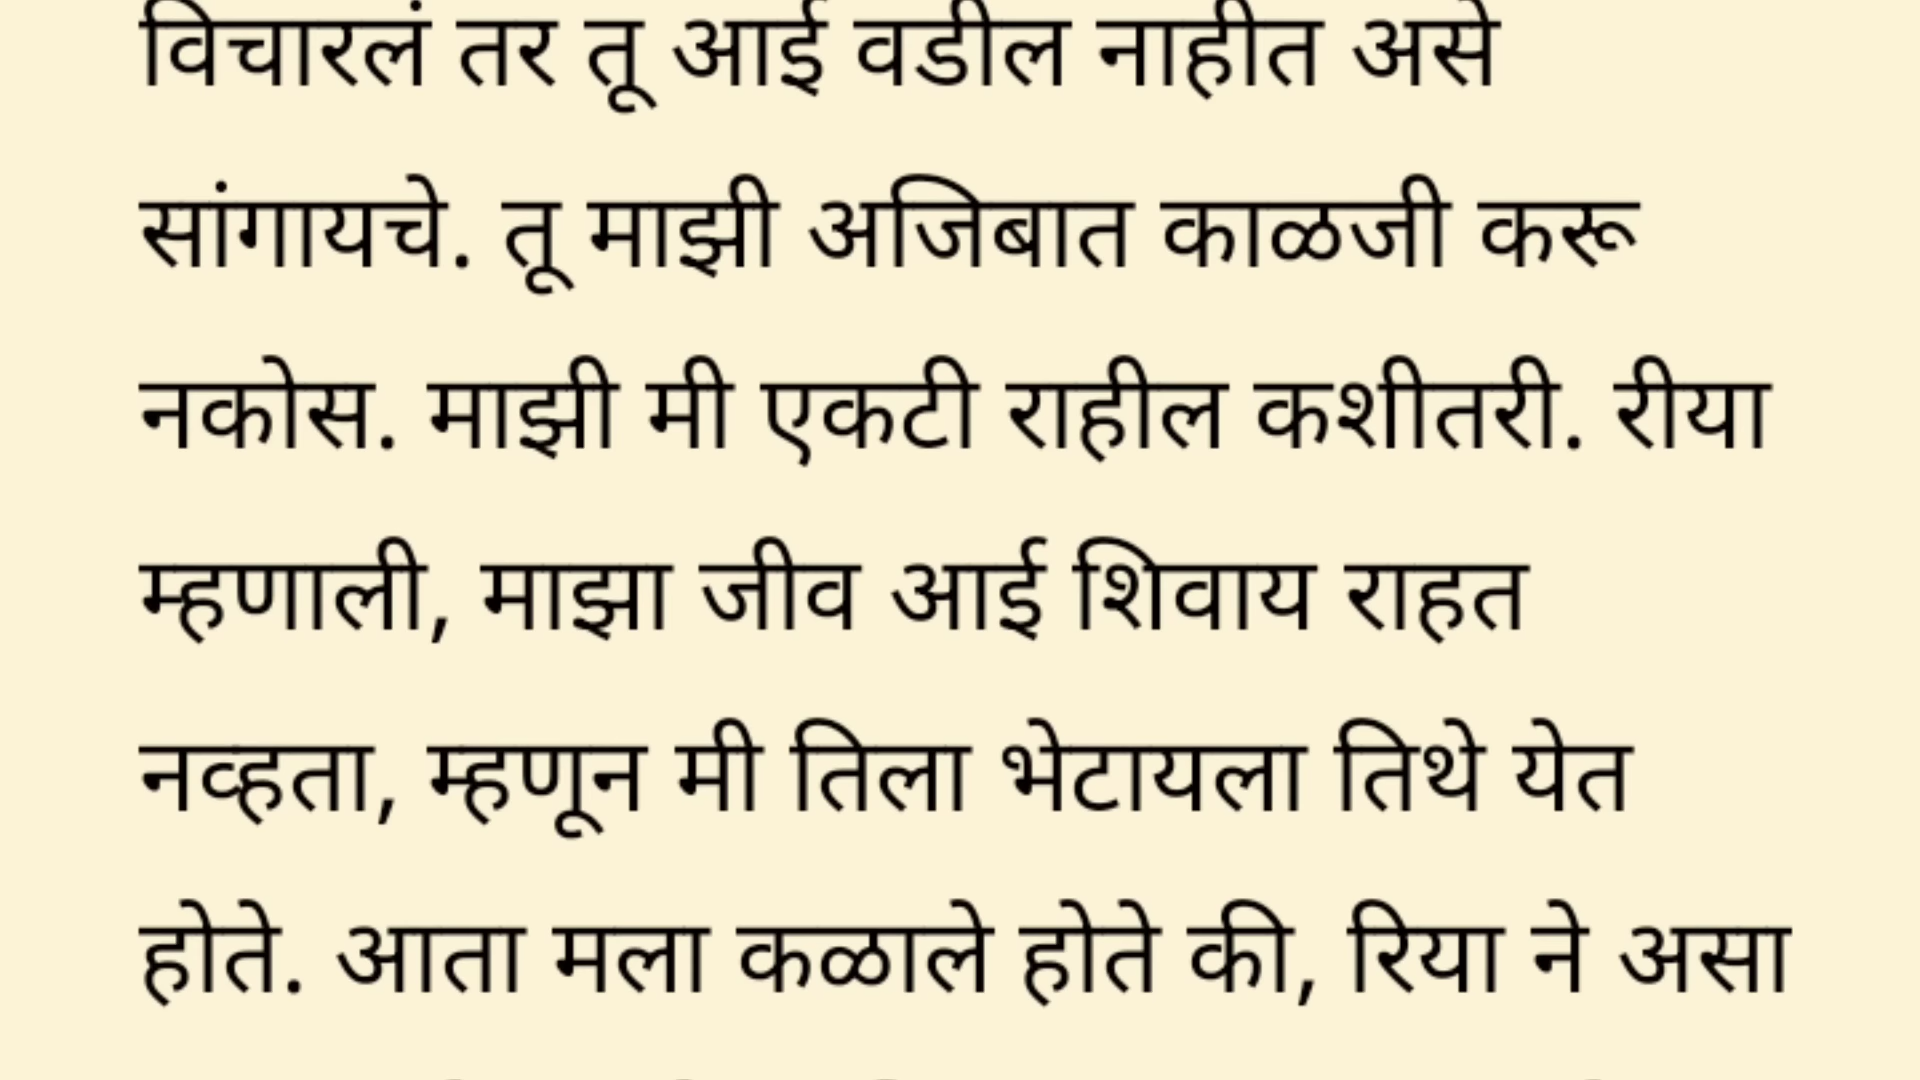 विचारलं तर तू आई वडील नाहीत असे
सांगायचे. तू माझी अजिबात काळजी करू
नकोस. माझी मी एकटी राहील कशीतरी. रीया
म्हणाली, माझा जीव आई शिवाय राहत
नव्हता, म्हणून मी तिला भेटायला तिथे येत
होते. आता मला कळाले होते की, रिया ने असा